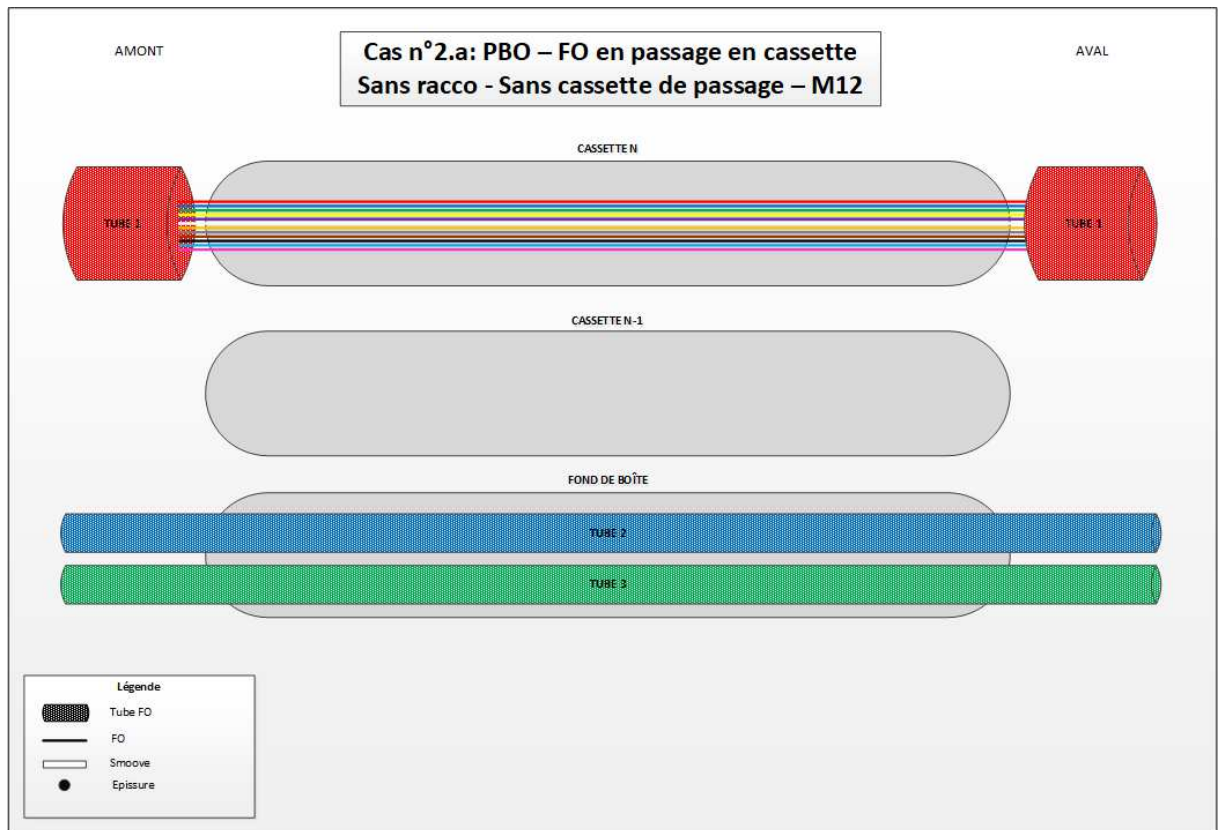 AMONT
Cas n°2.a: PBO – FO en passage en cassette
Sans racco - Sans cassette de passage – M12
AVAL
CASSETTE N
TUBE 1
TUBE 1
CASSETTE N-1
FOND DE BOÎTE
TUBE 2
TUBE 3
Légende
Tube FO
FO
Smoove
Epissure